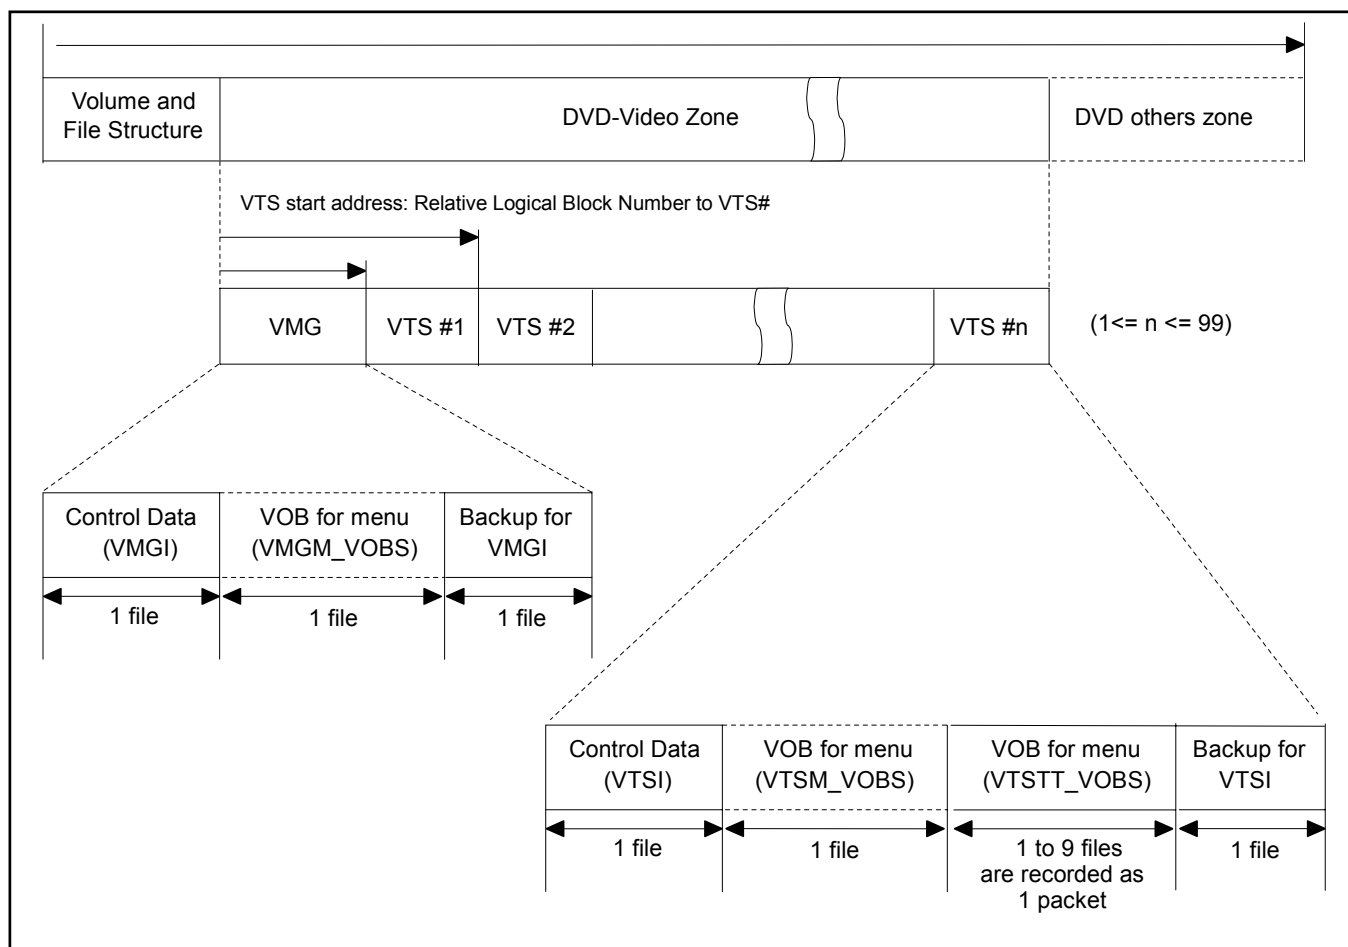 Volume and
File Structure
DVD-Video Zone
DVD others zone
VTS start address: Relative Logical Block Number to VTS#
VMG
VTS #1
VTS #2
VTS #n
(1<= n <= 99)
Control Data
(VMGI)
VOB for menu
(VMGM_VOBS)
Backup for
VMGI
1 file
1 file
1 file
Control Data
(VTSI)
VOB for menu
(VTSM_VOBS)
VOB for menu
(VTSTT_VOBS)
Backup for
VTSI
1 file
1 file
1 to 9 files
are recorded as
1 packet
1 file